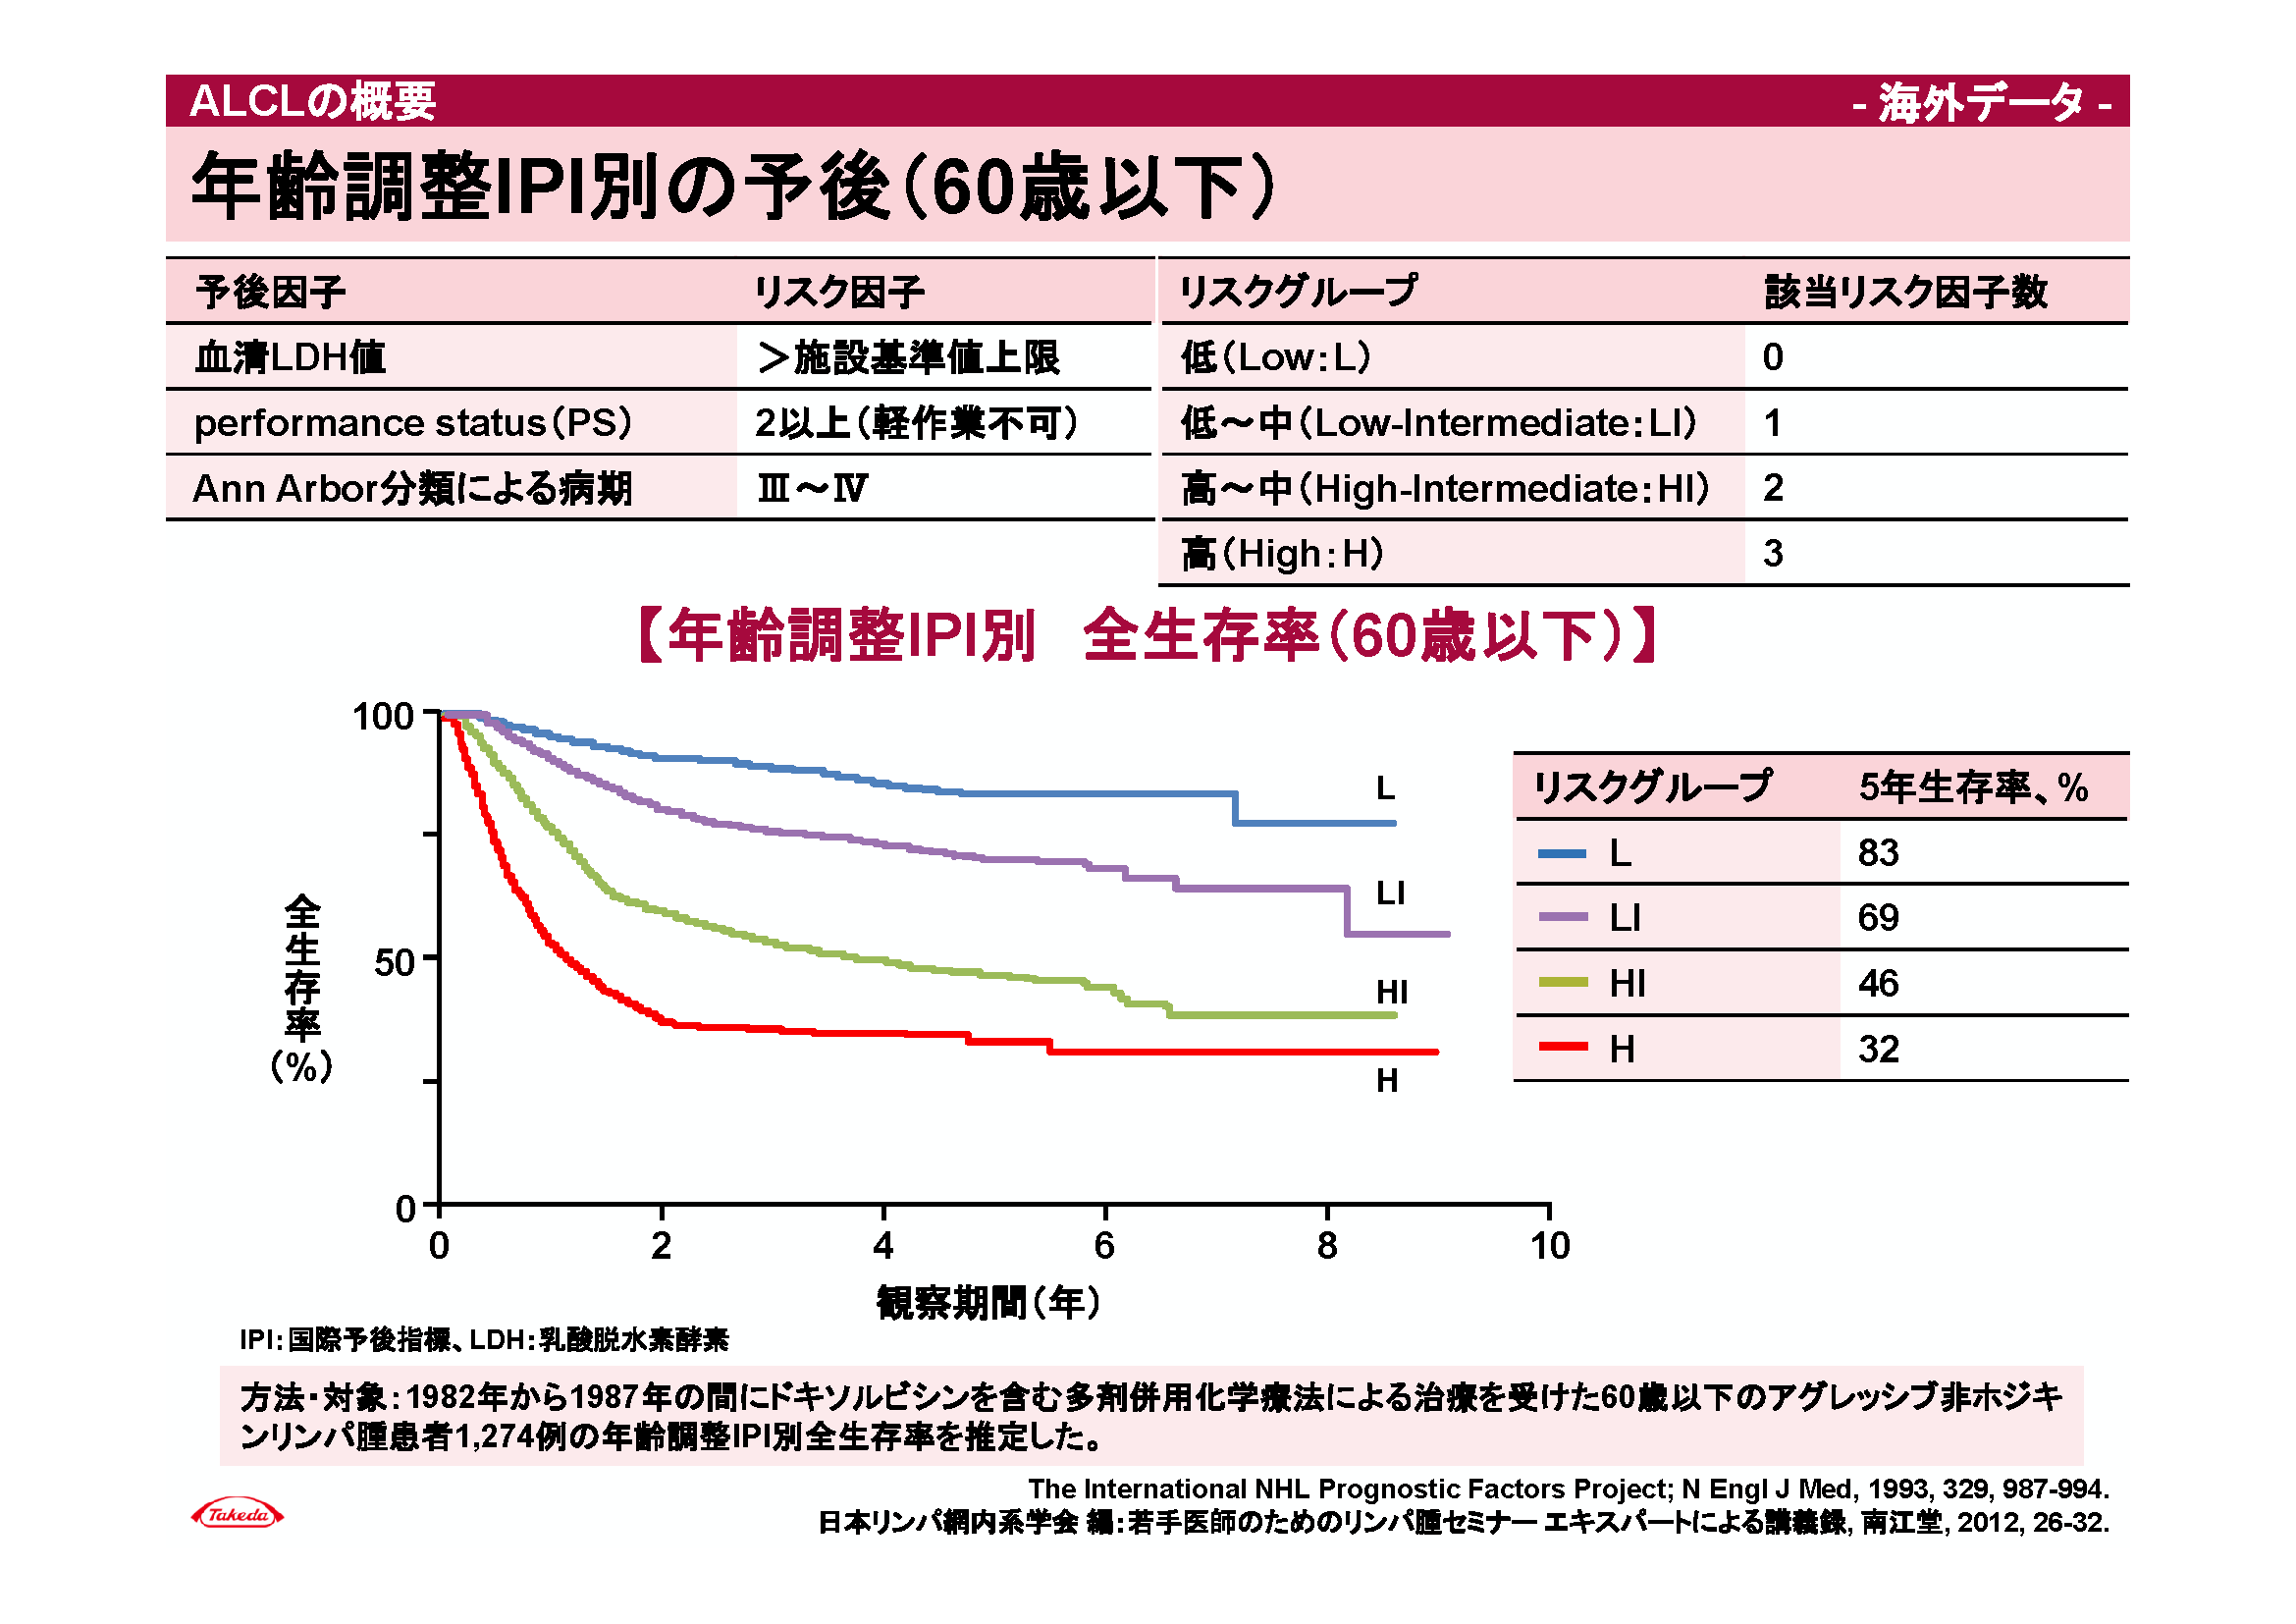 ALCLの概要
- 海外データ -
年齢調整IPI別の予後（60歳以下）
予後因子 リスク因子
血清LDH値 ＞施設基準値上限
performance status（PS） 2以上（軽作業不可）
Ann Arbor分類による病期 Ⅲ～Ⅳ
リスクグループ 該当リスク因子数
低（Low：L） 0
低～中（Low-Intermediate：LI） 1
高～中（High-Intermediate：HI） 2
高（High：H） 3
【年齢調整IPI別　全生存率（60歳以下）】
全生存率（%）
100
50
0
0 2 4 6 8 10
観察期間（年）
L
LI
HI
H
リスクグループ 5年生存率、%
L 83
LI 69
HI 46
H 32
IPI：国際予後指標、LDH：乳酸脱水素酵素
方法・対象：1982年から1987年の間にドキソルビシンを含む多剤併用化学療法による治療を受けた60歳以下のアグレッシブ非ホジキ
ンリンパ腫患者1,274例の年齢調整IPI別全生存率を推定した。
The International NHL Prognostic Factors Project; N Engl J Med, 1993, 329, 987-994.
日本リンパ網内系学会 編：若手医師のためのリンパ腫セミナー エキスパートによる講義録, 南江堂, 2012, 26-32.
Takeda